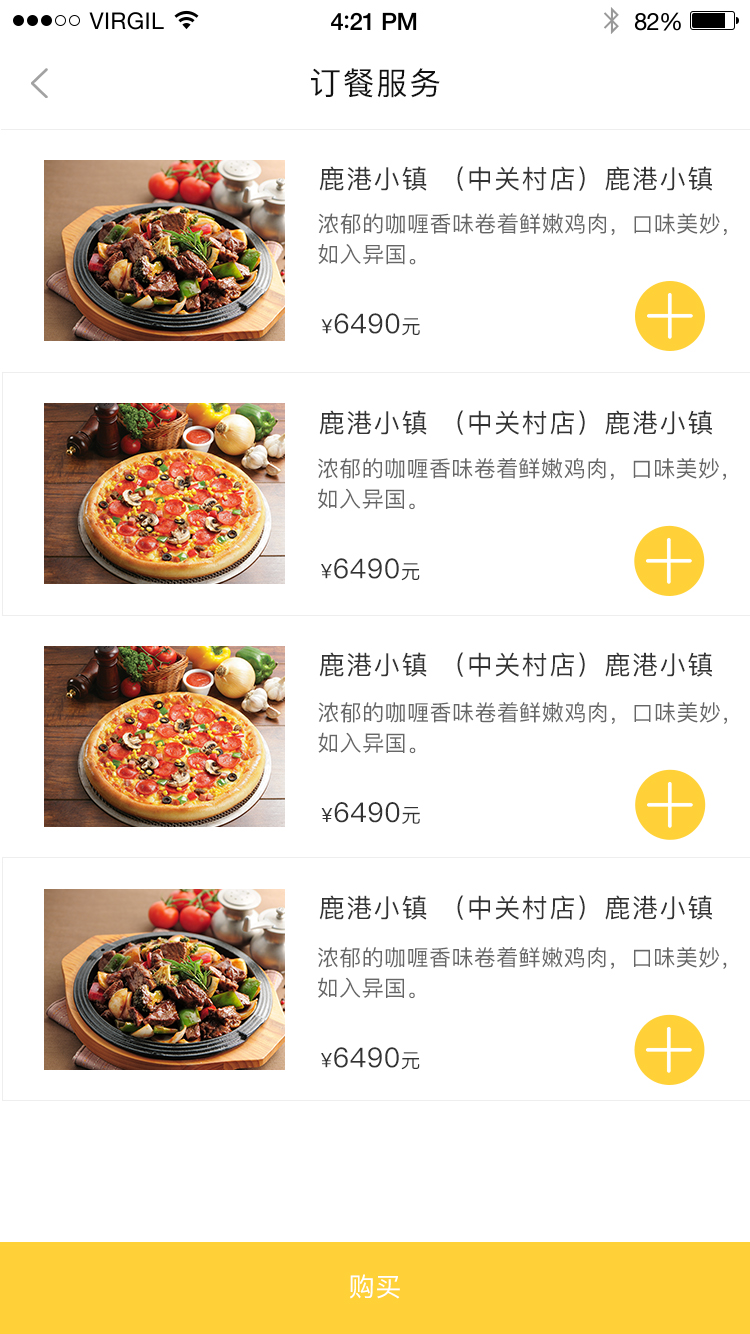 VIRGIL 4:21 PM 82%
订餐服务
鹿港小镇 （中关村店）鹿港小镇
浓郁的咖喱香味卷着鲜嫩鸡肉，口味美妙，
如入异国。
¥6490元
鹿港小镇 （中关村店）鹿港小镇
浓郁的咖喱香味卷着鲜嫩鸡肉，口味美妙，
如入异国。
¥6490元
鹿港小镇 （中关村店）鹿港小镇
浓郁的咖喱香味卷着鲜嫩鸡肉，口味美妙，
如入异国。
¥6490元
鹿港小镇 （中关村店）鹿港小镇
浓郁的咖喱香味卷着鲜嫩鸡肉，口味美妙，
如入异国。
¥6490元
购买